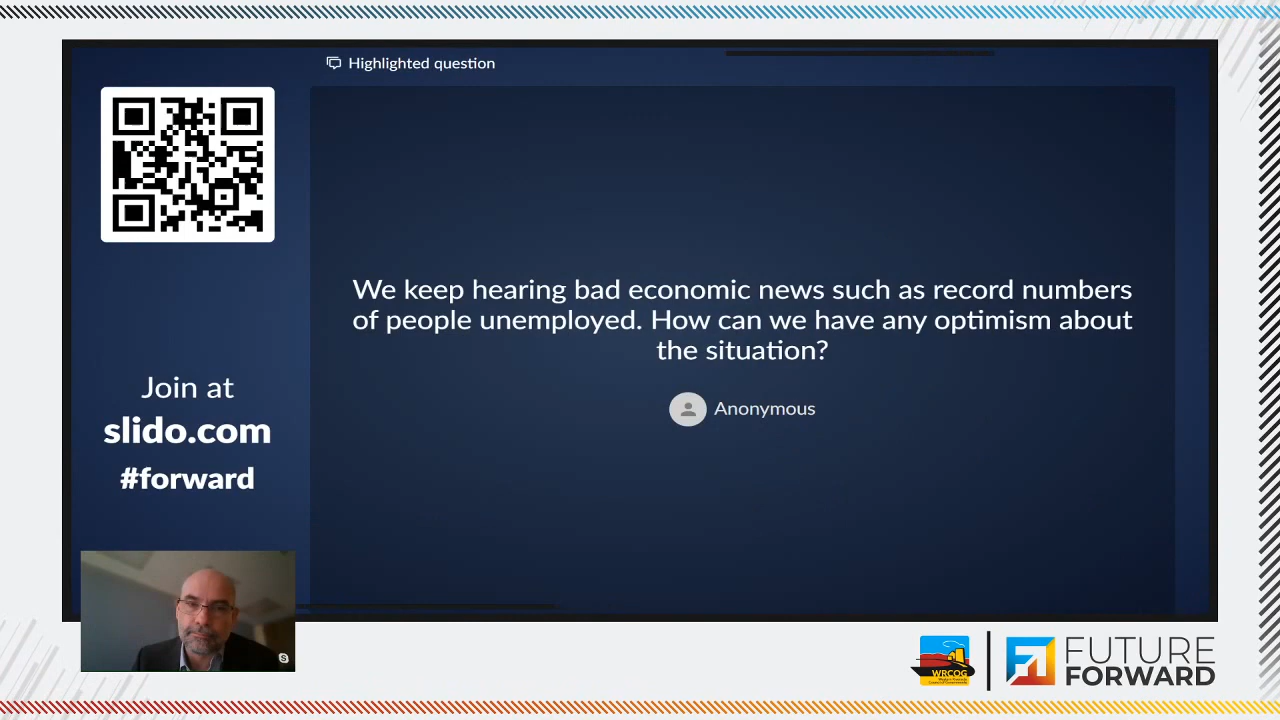 Highlighted question
We keep hearing bad economic news such as record numbers
of people unemployed. How can we have any optimism about
the situation?
Anonymous
Join at
slido.com
#forward
WRCOG
FUTURE
FORWARD